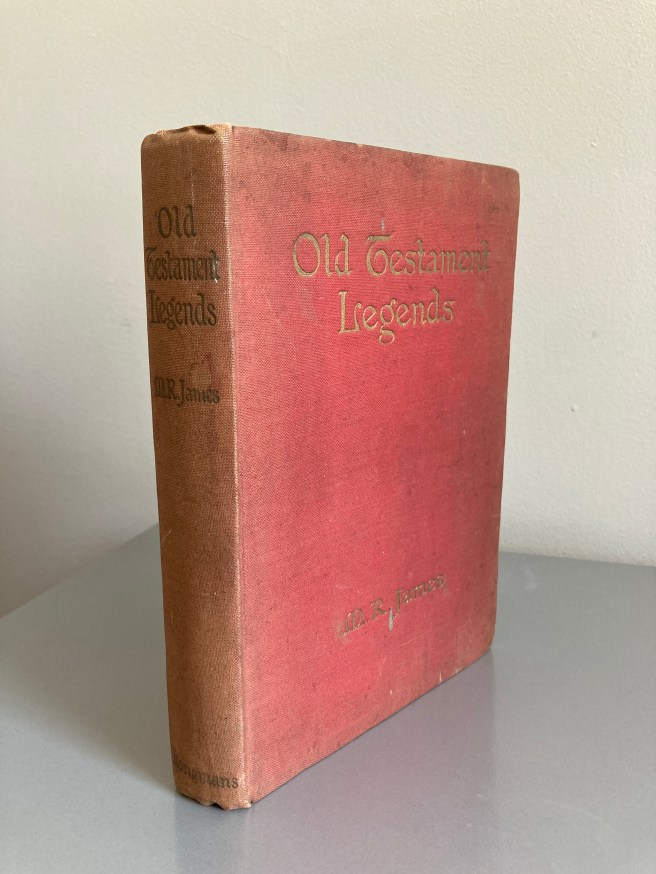 Old
Testament
Legends
M.R. James
Longmans
Old Testament
Legends
M. R. James